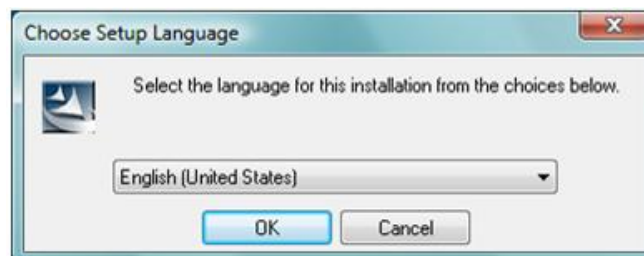 Choose Setup Language
Select the language for this installation from the choices below.
English (United States)
OK
Cancel